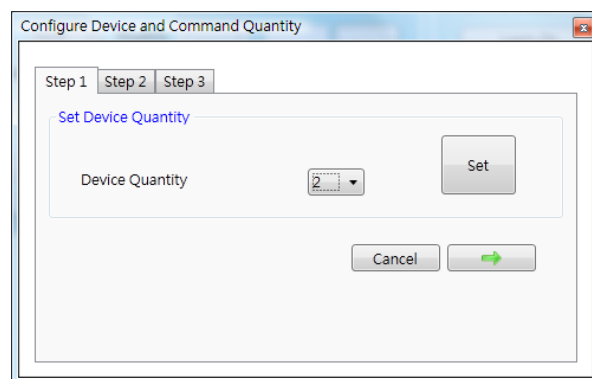 Configure Device and Command Quantity
Step 1 Step 2 Step 3
Set Device Quantity
Device Quantity 2 Set
Cancel